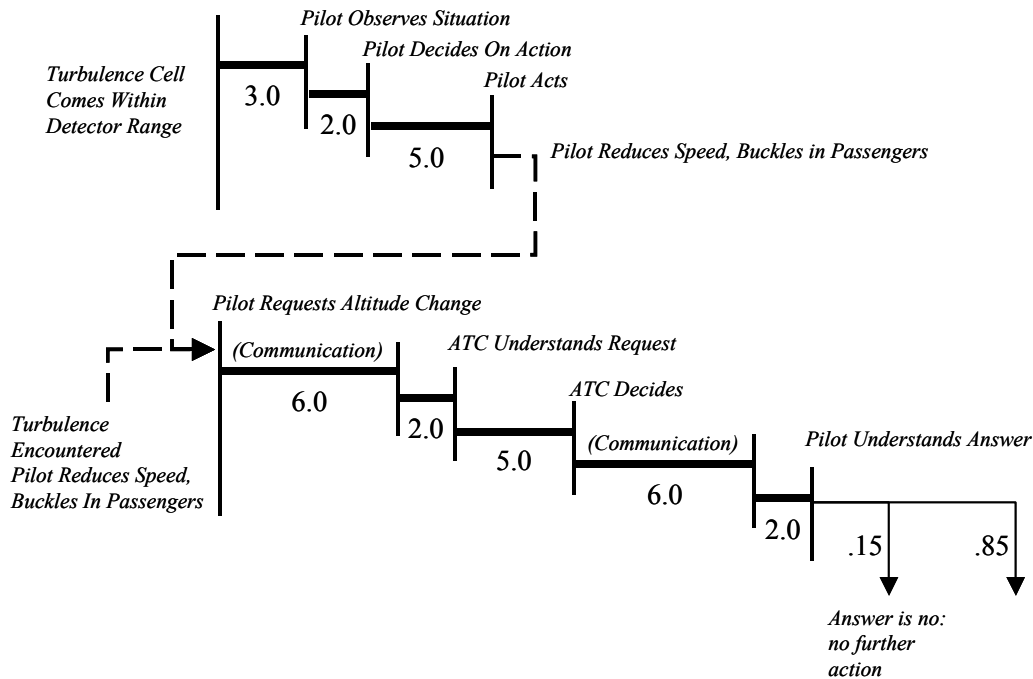 Pilot Observes Situation
Pilot Decides On Action
Pilot Acts
Turbulence Cell
Comes Within
Detector Range
3.0
2.0
5.0
Pilot Reduces Speed, Buckles in Passengers
Pilot Requests Altitude Change
(Communication)
ATC Understands Request
6.0
ATC Decides
2.0
Turbulence
Encountered
Pilot Reduces Speed,
Buckles In Passengers
5.0
(Communication)
Pilot Understands Answer
6.0
2.0
.15
.85
Answer is no:
no further
action